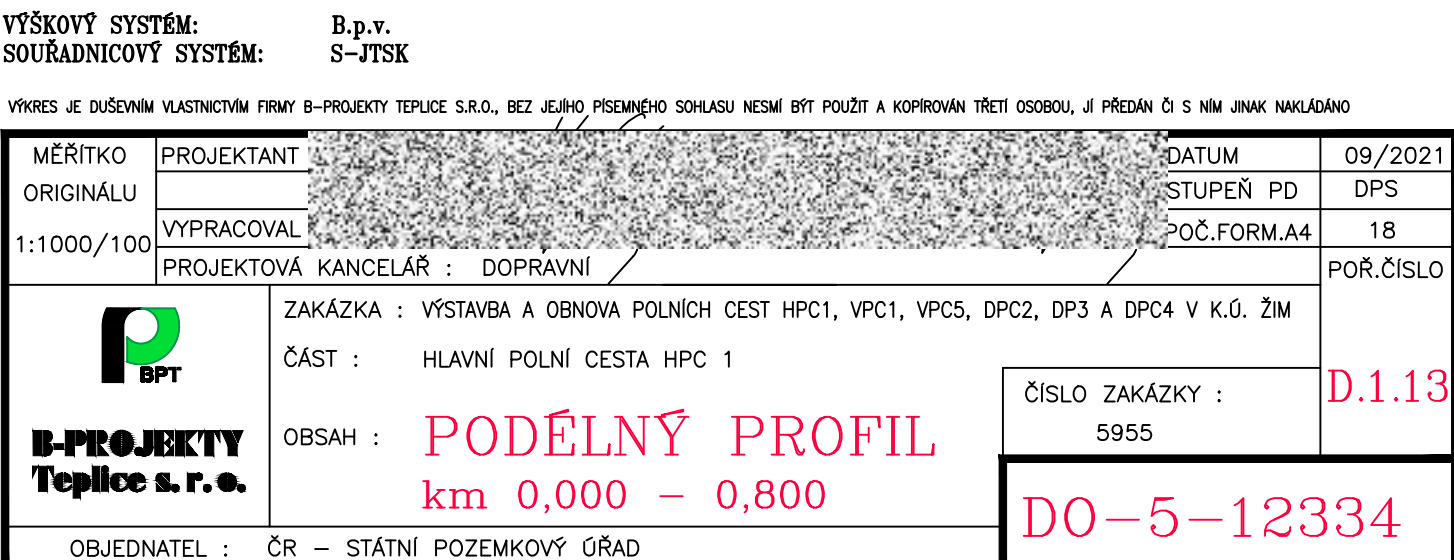 VÝŠKOVÝ SYSTÉM: B.p.v.
SOUŘADNICOVÝ SYSTÉM: S-JTSK
VÝKRES JE DUŠEVNÍM VLASTNICTVÍM FIRMY B-PROJEKTY TEPLICE S.R.O., BEZ JEJÍHO PÍSEMNÉHO SOHLASU NESMÍ BÝT POUŽIT A KOPÍROVÁN TŘETÍ OSOBOU, JÍ PŘEDÁN ČI S NÍM JINAK NAKLÁDÁNO
MĚŘÍTKO
ORIGINÁLU
1:1000/100
PROJEKTANT
VYPRACOVAL
PROJEKTOVÁ KANCELÁŘ : DOPRAVNÍ
DATUM 09/2021
STUPEŇ PD DPS
POČ.FORM.A4 18
POŘ.ČÍSLO
D.1.13
BPT
B-PROJEKTY
Teplice s. r. o.
ZAKÁZKA : VÝSTAVBA A OBNOVA POLNÍCH CEST HPC1, VPC1, VPC5, DPC2, DP3 A DPC4 V K.Ú. ŽIM
ČÁST : HLAVNÍ POLNÍ CESTA HPC 1
OBSAH : PODÉLNÝ PROFIL
km 0,000 - 0,800
ČÍSLO ZAKÁZKY :
5955
DO-5-12334
OBJEDNATEL : ČR - STÁTNÍ POZEMKOVÝ ÚŘAD